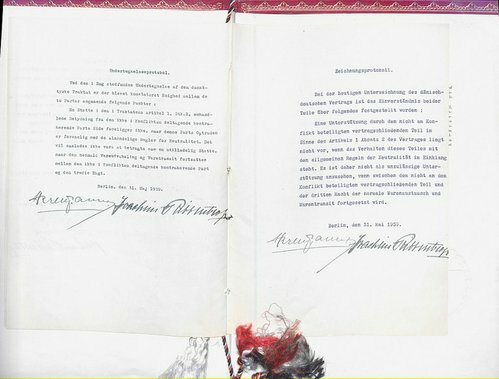 Undertegnelsesprotokol.
Ved den i Dag stedfundne Undertegnelse af den dansk-
tyske Traktat er der blevet konstateret Enighed mellem de
to Parter angaaende følgende Punkter :
En Støtte i den i Traktatens Artikel 1, 2det
Betydning fra den ikke i Konflikten deltagende kontra-
herende Parts Side foreligger ikke, naar denne Parts Optræden
er forenelig med de almindelige Regler for Neutralitet. Det
vil saaledes ikke være at betragte som en utilladelig Støtte,
naar den normale Vareudveksling og Varetransit fortsættes
mellem den ikke i Konflikten deltagende kontraherende Part
og den tredie Magt.
Berlin, den 31. Maj 1939.
Joachim Ribbentrop
Zeichnungsprotokoll.
Bei der heutigen Unterzeichnung des dänisch-
deutschen Vertrags ist das Einverständnis beider
Teile über folgendes festgestellt worden :
Eine Unterstützung durch den nicht am Kon-
flikt beteiligten vertragschliessenden Teil im
Sinne des Artikels 1 Absatz 2 des Vertrages liegt
nicht vor, wenn das Verhalten dieses Teiles mit
den allgemeinen Regeln der Neutralität im Einklang
steht. Es ist daher nicht als unzulässige Unter-
stützung anzusehen, wenn zwischen dem nicht an dem
Konflikt beteiligten vertragschliessenden Teil und
der dritten Macht der normale Warenaustausch und
Warentransit fortgesetzt wird.
Berlin, den 31. Mai 1939.
Joachim Ribbentrop